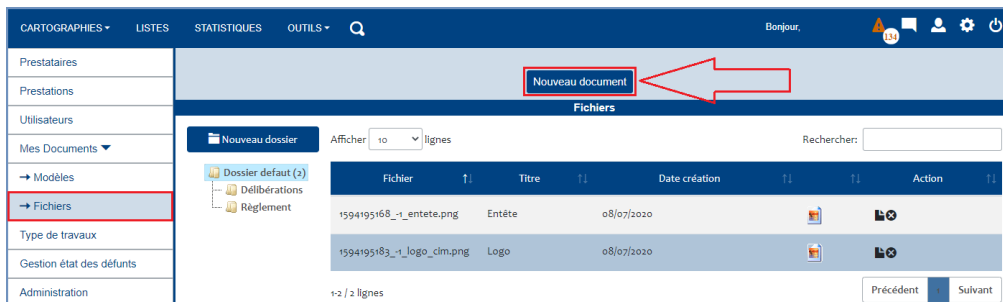 CARTOGRAPHIES LISTES STATISTIQUES OUTILS Bonjour, 134
Prestataires
Prestations
Utilisateurs
Mes Documents
→ Modèles
→ Fichiers
Type de travaux
Gestion état des défunts
Administration
Nouveau document
Fichiers
Nouveau dossier
Dossier defaut (2)
Délibérations
Règlement
Afficher 10 lignes Rechercher:
Fichier Titre Date création Action
1594195168_-1_entete.png Entête 08/07/2020
1594195183_-1_logo_clm.png Logo 08/07/2020
1-2 / 2 lignes Précédent 1 Suivant